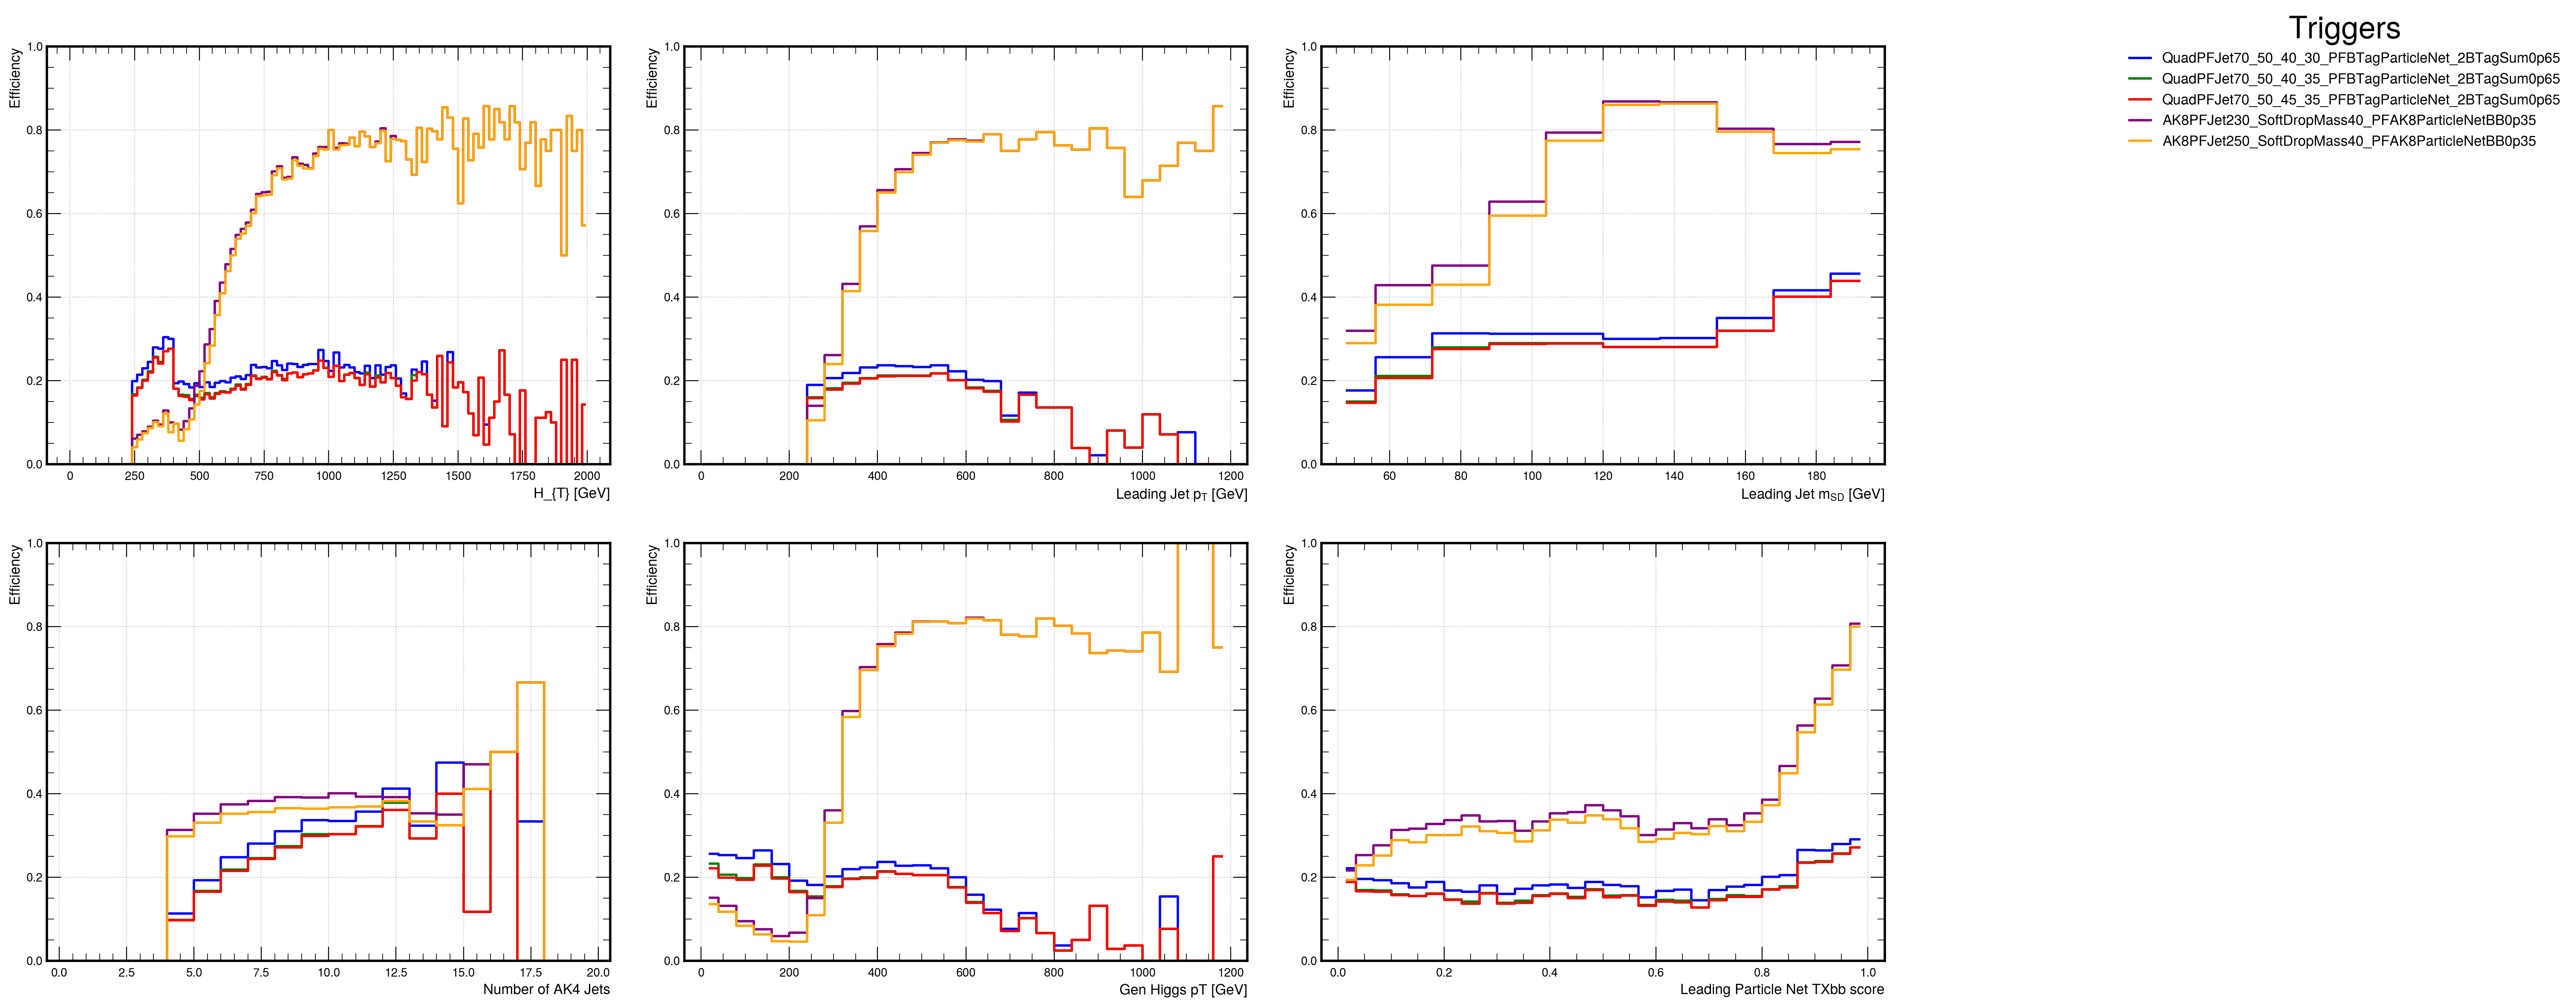 Triggers
QuadPFJet70_50_40_30_PFBTagParticleNet_2BTagSum0p65
QuadPFJet70_50_40_35_PFBTagParticleNet_2BTagSum0p65
QuadPFJet70_50_45_35_PFBTagParticleNet_2BTagSum0p65
AK8PFJet230_SoftDropMass40_PFAK8ParticleNetBB0p35
AK8PFJet250_SoftDropMass40_PFAK8ParticleNetBB0p35
Efficiency
1.0
0.8
0.6
0.4
0.2
0.0
0 250 500 750 1000 1250 1500 1750 2000
H_{T} [GeV]
Efficiency
1.0
0.8
0.6
0.4
0.2
0.0
0 200 400 600 800 1000 1200
Leading Jet pT [GeV]
Efficiency
1.0
0.8
0.6
0.4
0.2
0.0
60 80 100 120 140 160 180
Leading Jet mSD [GeV]
Efficiency
1.0
0.8
0.6
0.4
0.2
0.0
0.0 2.5 5.0 7.5 10.0 12.5 15.0 17.5 20.0
Number of AK4 Jets
Efficiency
1.0
0.8
0.6
0.4
0.2
0.0
0 200 400 600 800 1000 1200
Gen Higgs pT [GeV]
Efficiency
1.0
0.8
0.6
0.4
0.2
0.0
0.0 0.2 0.4 0.6 0.8 1.0
Leading Particle Net TXbb score